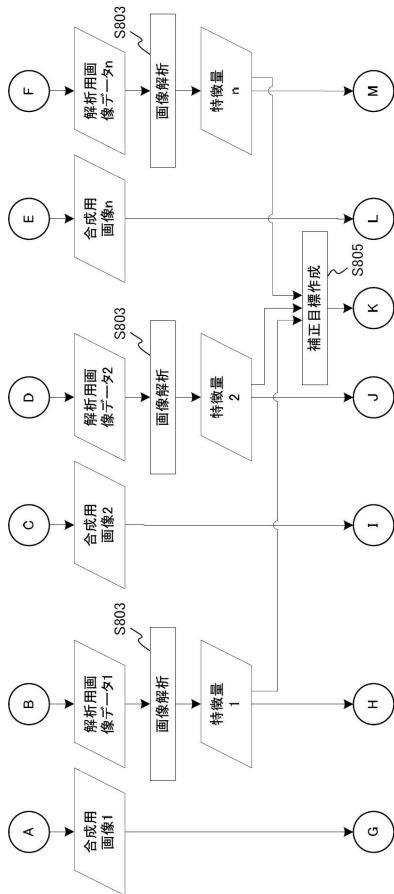 A
B
C
D
E
F
合成用
画像1
解析用画
像データ1
合成用
画像2
解析用画
像データ2
合成用
画像n
解析用画
像データn
S803
画像解析
S803
画像解析
S803
画像解析
特徴量
1
特徴量
2
特徴量
n
補正目標作成
S805
G
H
I
J
K
L
M